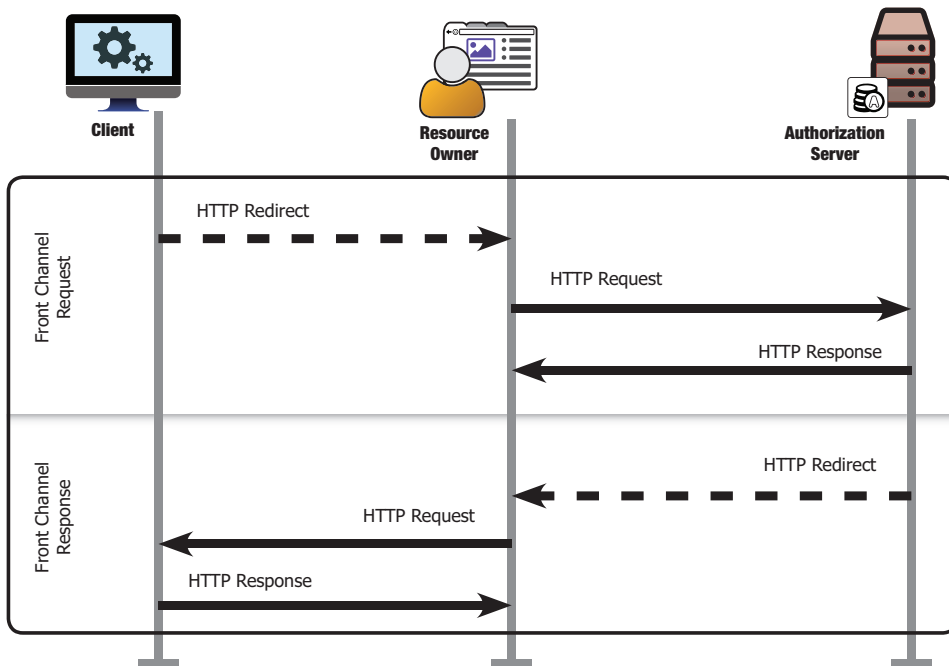 Client
Resource
Owner
Authorization
Server
A
Front Channel
Request
HTTP Redirect
HTTP Request
HTTP Response
Front Channel
Response
HTTP Redirect
HTTP Request
HTTP Response